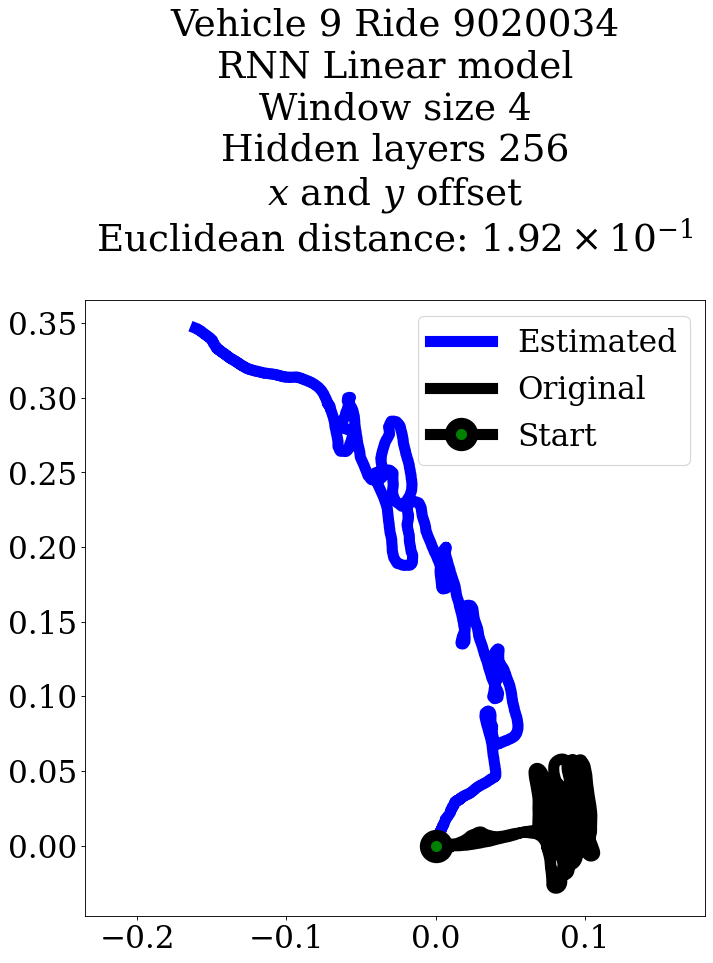 Vehicle 9 Ride 9020034
RNN Linear model
Window size 4
Hidden layers 256
x and y offset
Euclidean distance: 1.92 × 10⁻¹
Estimated
Original
Start
0.35
0.30
0.25
0.20
0.15
0.10
0.05
0.00
−0.2 −0.1 0.0 0.1